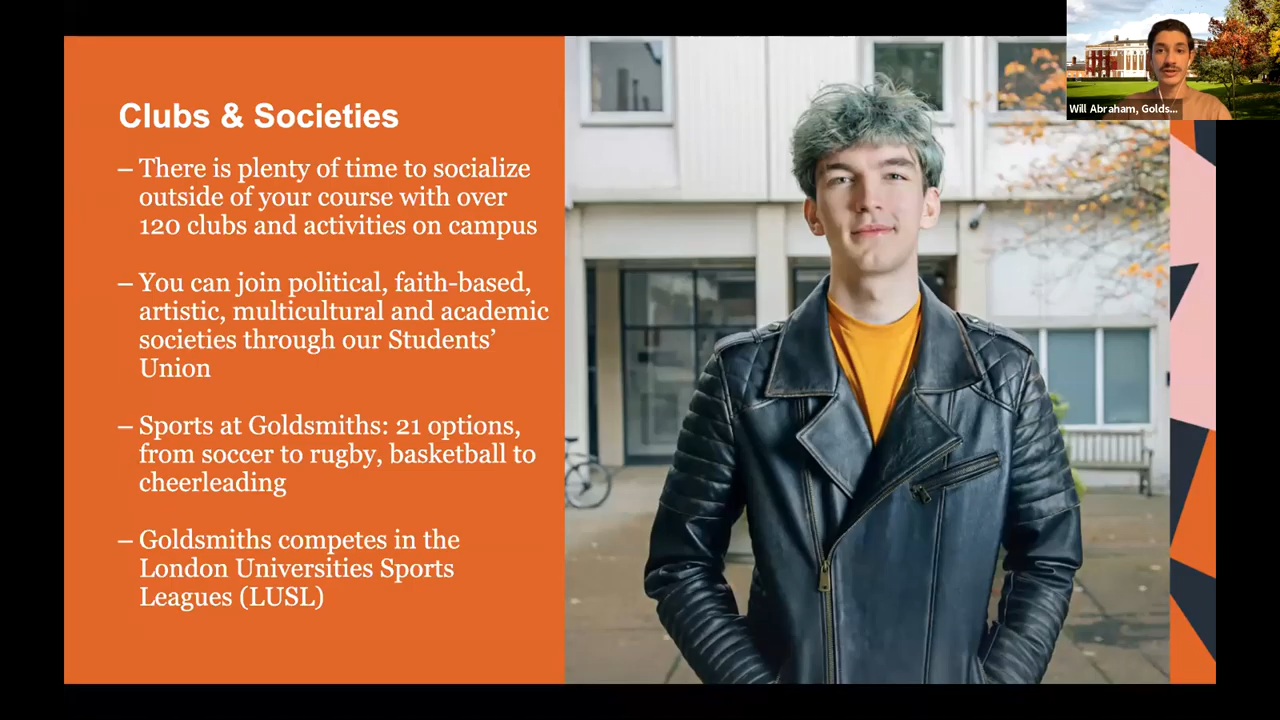 Clubs & Societies
– There is plenty of time to socialize
outside of your course with over
120 clubs and activities on campus
– You can join political, faith-based,
artistic, multicultural and academic
societies through our Students’
Union
– Sports at Goldsmiths: 21 options,
from soccer to rugby, basketball to
cheerleading
– Goldsmiths competes in the
London Universities Sports
Leagues (LUSL)
Will Abraham, Golds...